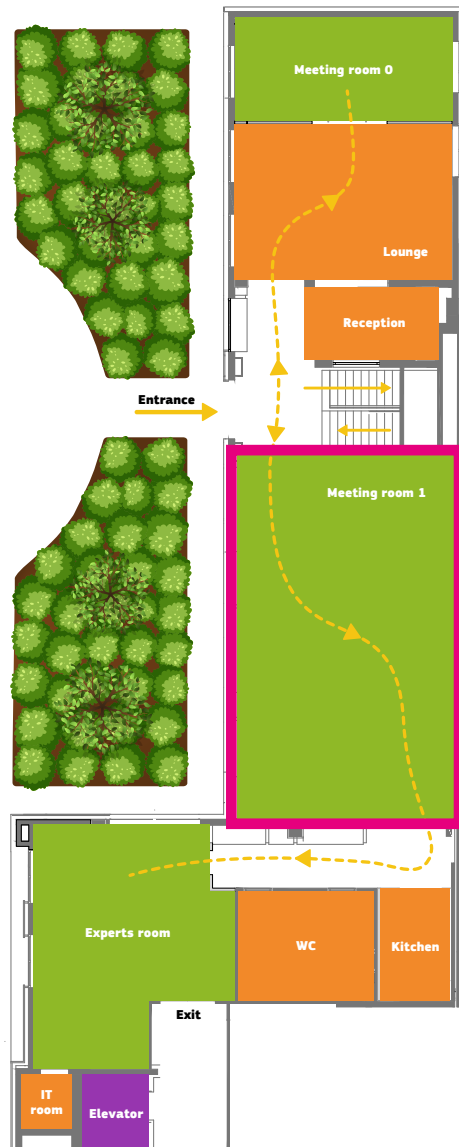 Meeting room 0
Lounge
Reception
Entrance
Meeting room 1
Experts room
WC
Kitchen
Exit
IT
room
Elevator